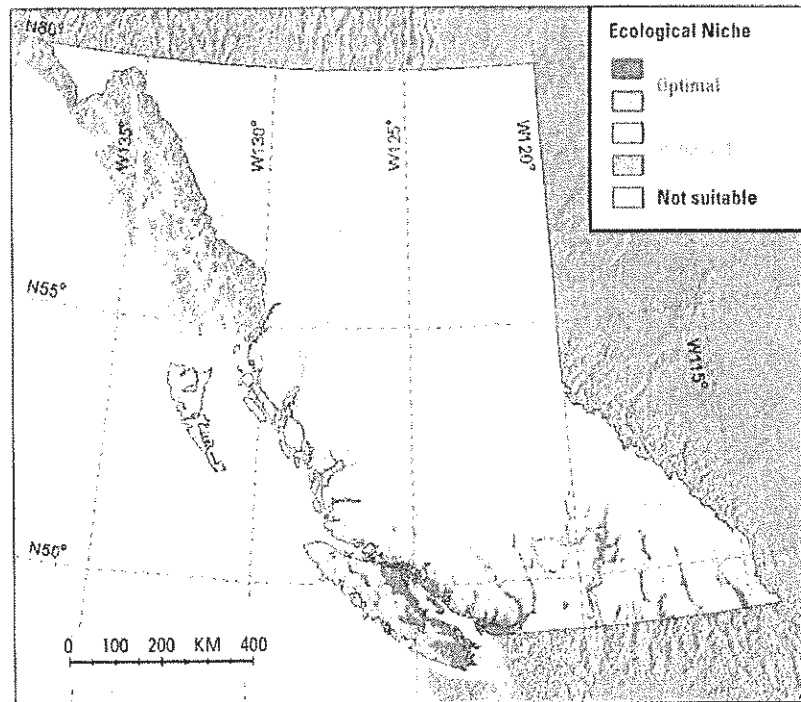 N60°
W135°
W130°
W125°
W120°
Ecological Niche
Optimal
Not suitable
N55°
W115°
N50°
0 100 200 KM 400